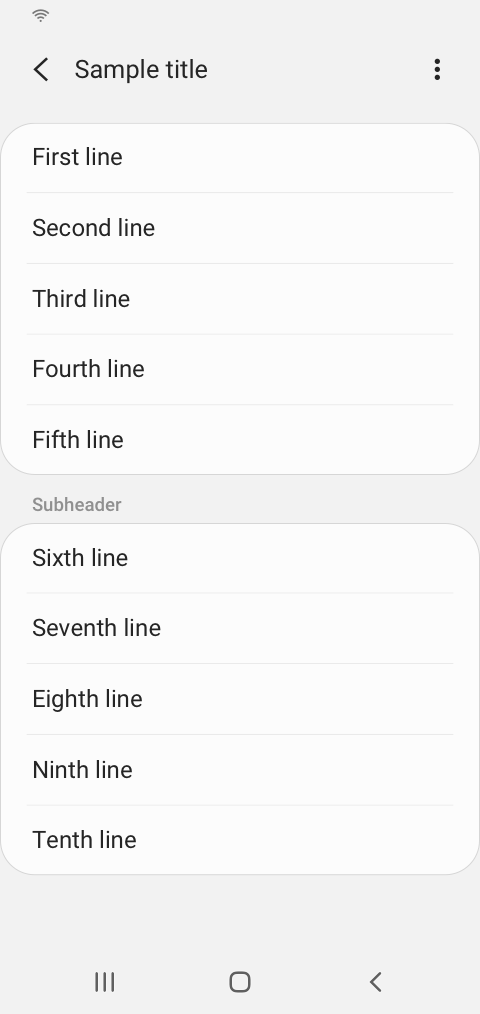 Sample title
First line
Second line
Third line
Fourth line
Fifth line
Subheader
Sixth line
Seventh line
Eighth line
Ninth line
Tenth line